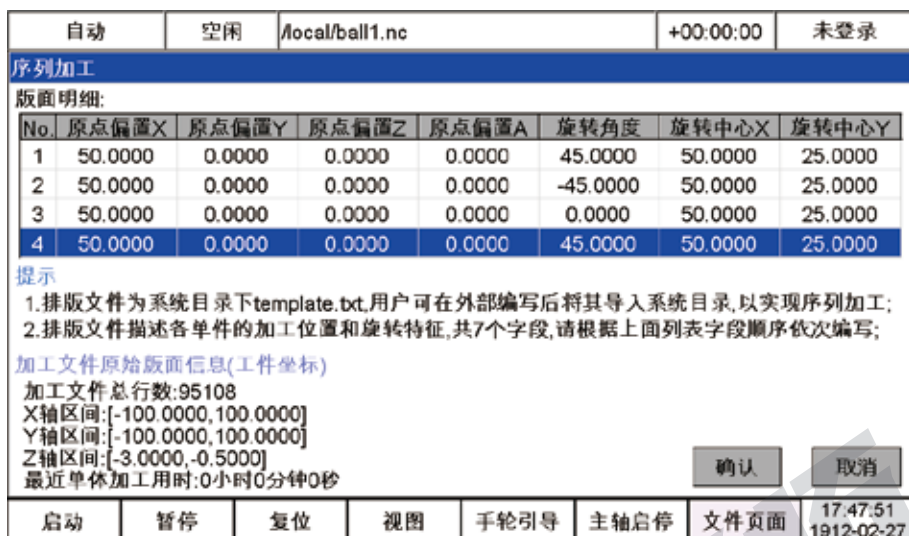 自动 空闲 /local/ball1.nc +00:00:00 未登录
序列加工
版面明细:
No. 原点偏置X 原点偏置Y 原点偏置Z 原点偏置A 旋转角度 旋转中心X 旋转中心Y
1 50.0000 0.0000 0.0000 0.0000 45.0000 50.0000 25.0000
2 50.0000 0.0000 0.0000 0.0000 -45.0000 50.0000 25.0000
3 50.0000 0.0000 0.0000 0.0000 0.0000 50.0000 25.0000
4 50.0000 0.0000 0.0000 0.0000 45.0000 50.0000 25.0000
提示
1.排版文件为系统目录下template.txt,用户可在外部编写后将其导入系统目录,以实现序列加工;
2.排版文件描述各单件的加工位置和旋转特征,共7个字段,请根据上面列表字段顺序依次编写;
加工文件原始版面信息(工件坐标)
加工文件总行数:95108
X轴区间:[-100.0000,100.0000]
Y轴区间:[-100.0000,100.0000]
Z轴区间:[-3.0000,-0.5000]
最近单体加工用时:0小时0分钟0秒
确认 取消
启动 暂停 复位 视图 手轮引导 主轴启停 文件页面 17:47:51
1912-02-27